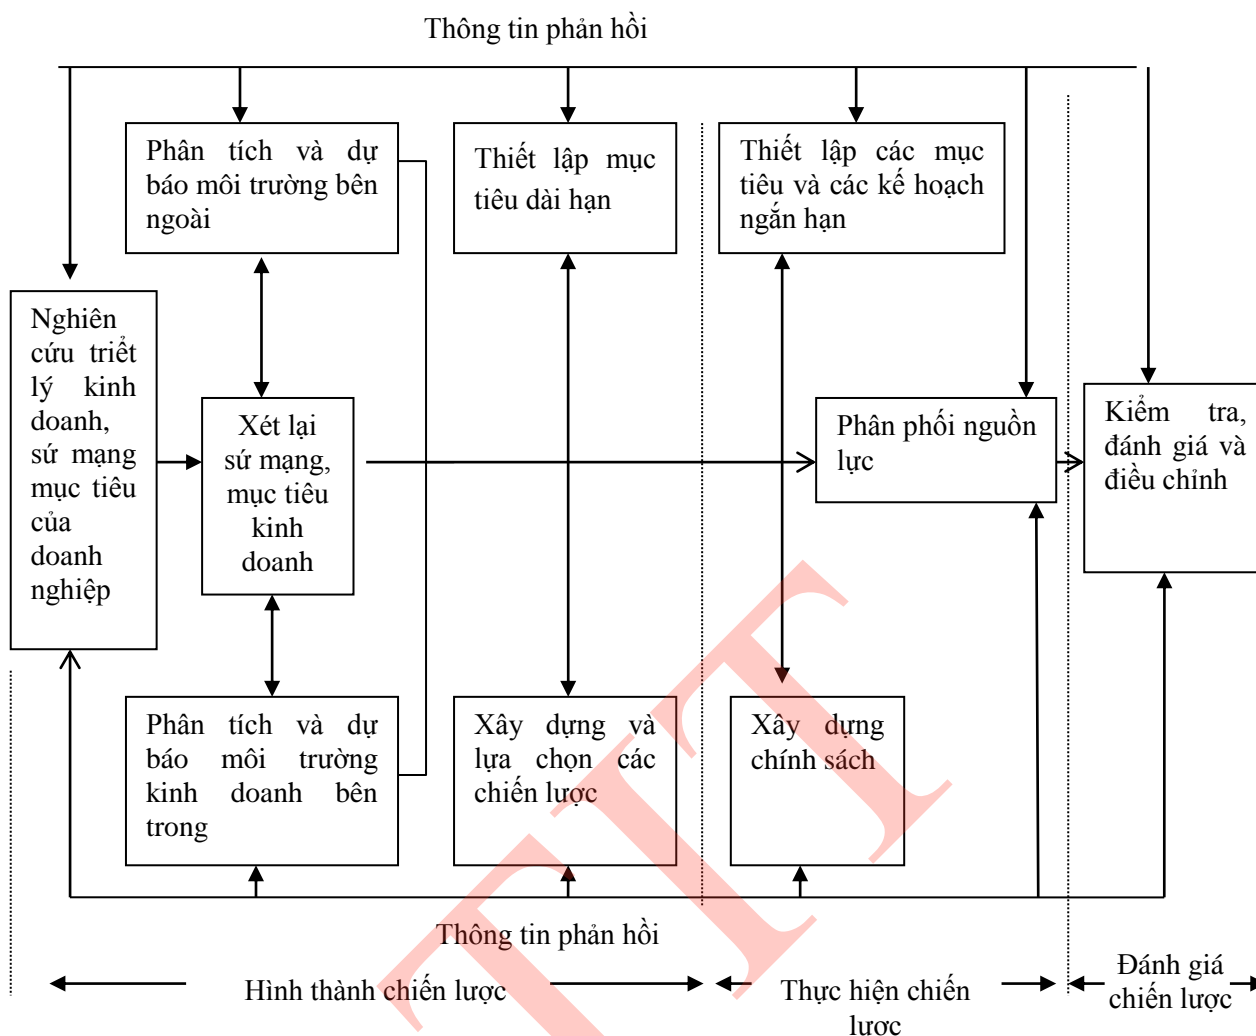 Thông tin phản hồi
Phân tích và dự
báo môi trường bên
ngoài
Thiết lập mục
tiêu dài hạn
Thiết lập các mục
tiêu và các kế hoạch
ngắn hạn
Nghiên
cứu triết
lý kinh
doanh,
sứ mạng
mục tiêu
của
doanh
nghiệp
Xét lại
sứ mạng,
mục tiêu
kinh
doanh
Phân phối nguồn
lực
Kiểm tra,
đánh giá và
điều chỉnh
Phân tích và dự
báo môi trường
kinh doanh bên
trong
Xây dựng và
lựa chọn các
chiến lược
Xây dựng
chính sách
Thông tin phản hồi
Hình thành chiến lược
Thực hiện chiến
lược
Đánh giá
chiến lược
TIT